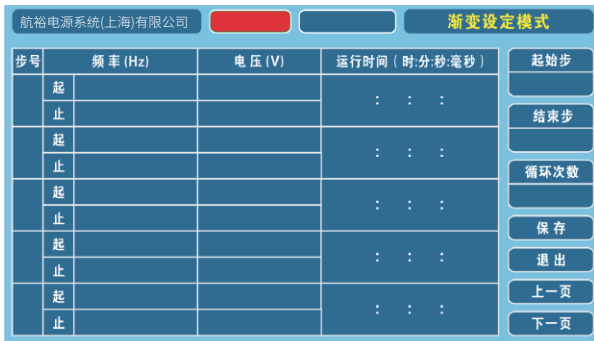 航裕电源系统(上海)有限公司 渐变设定模式
步号 频率(Hz) 电压(V) 运行时间(时:分:秒:毫秒) 起始步
起
: : :
止
结束步
起
: : :
止
循环次数
起
: : :
止
保存
起
: : :
止
退出
起
上一页
: : :
止
下一页